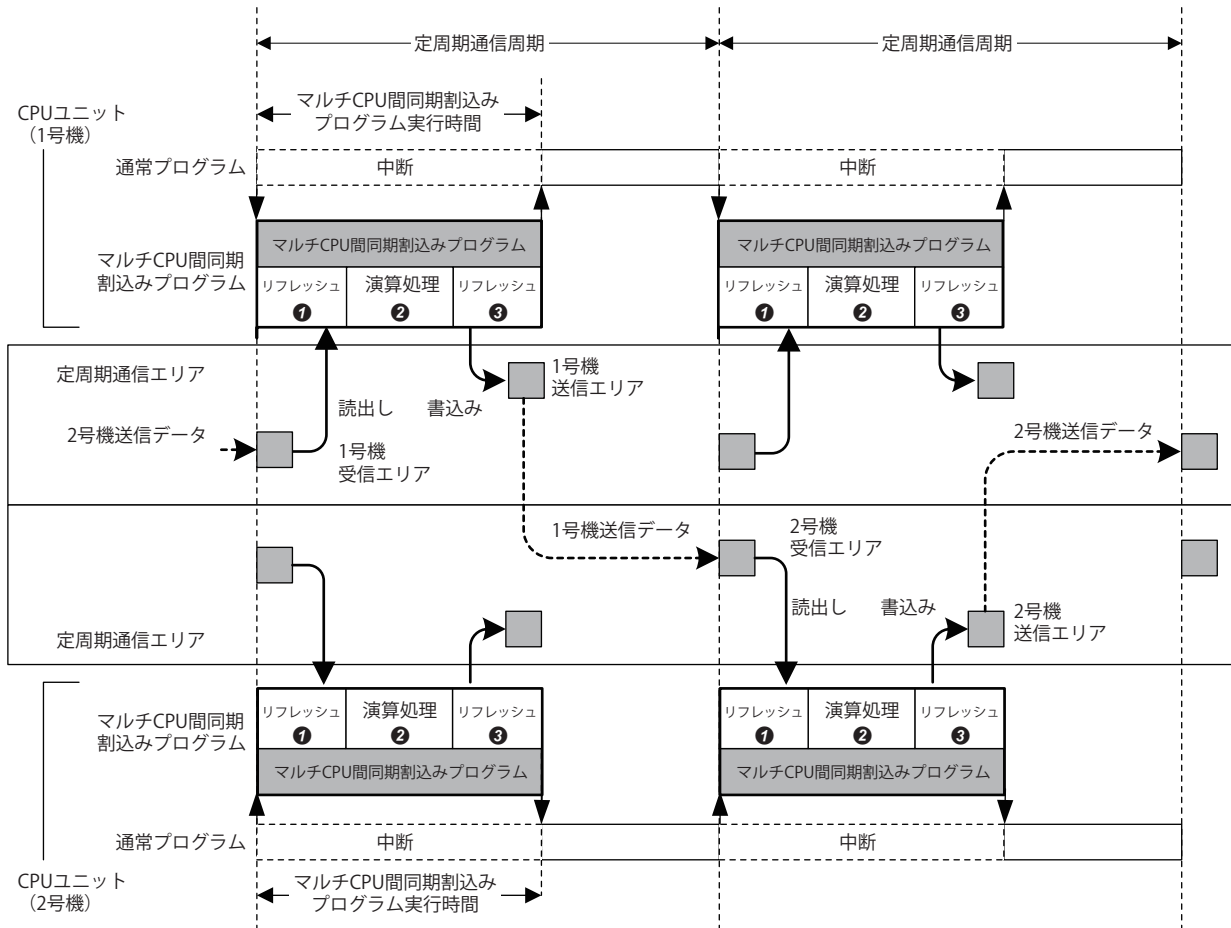 定周期通信周期
定周期通信周期
マルチCPU間同期割込み
プログラム実行時間
CPUユニット
（1号機）
通常プログラム
中断
中断
マルチCPU間同期
割込みプログラム
マルチCPU間同期割込みプログラム
リフレッシュ
❶
演算処理
❷
リフレッシュ
❸
マルチCPU間同期割込みプログラム
リフレッシュ
❶
演算処理
❷
リフレッシュ
❸
定周期通信エリア
1号機
送信エリア
読出し
書込み
2号機送信データ
1号機
受信エリア
2号機送信データ
1号機送信データ
2号機
受信エリア
読出し
書込み
2号機
送信エリア
定周期通信エリア
マルチCPU間同期
割込みプログラム
リフレッシュ
❶
演算処理
❷
リフレッシュ
❸
マルチCPU間同期割込みプログラム
リフレッシュ
❶
演算処理
❷
リフレッシュ
❸
マルチCPU間同期割込みプログラム
通常プログラム
中断
中断
CPUユニット
（2号機）
マルチCPU間同期割込み
プログラム実行時間